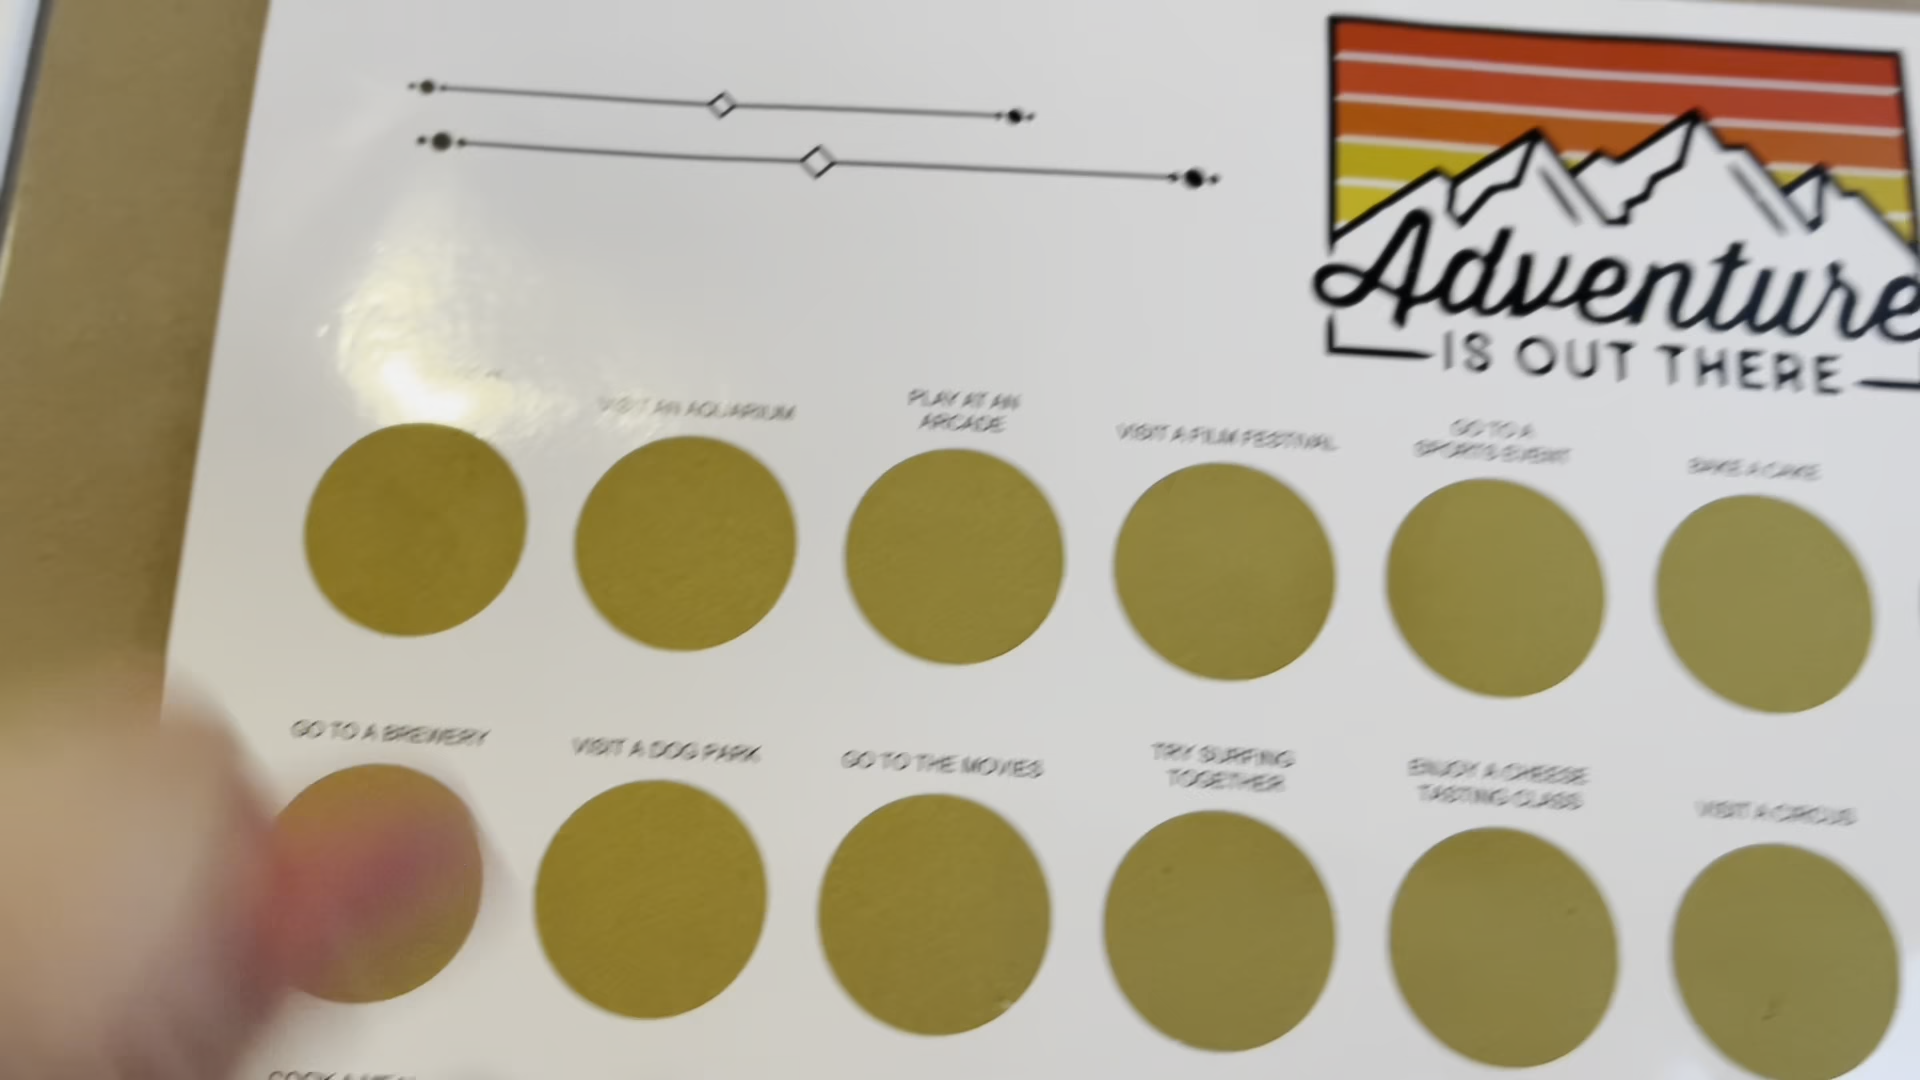 Adventure
IS OUT THERE
VISIT AN AQUARIUM
PLAY AT AN
ARCADE
VISIT A FILM FESTIVAL
GO TO A
SPORTS EVENT
BAKE A CAKE
GO TO A BREWERY
VISIT A DOG PARK
GO TO THE MOVIES
TRY SURFING
TOGETHER
ENJOY A CHEESE
TASTING CLASS
VISIT A CIRCUS
COOK A